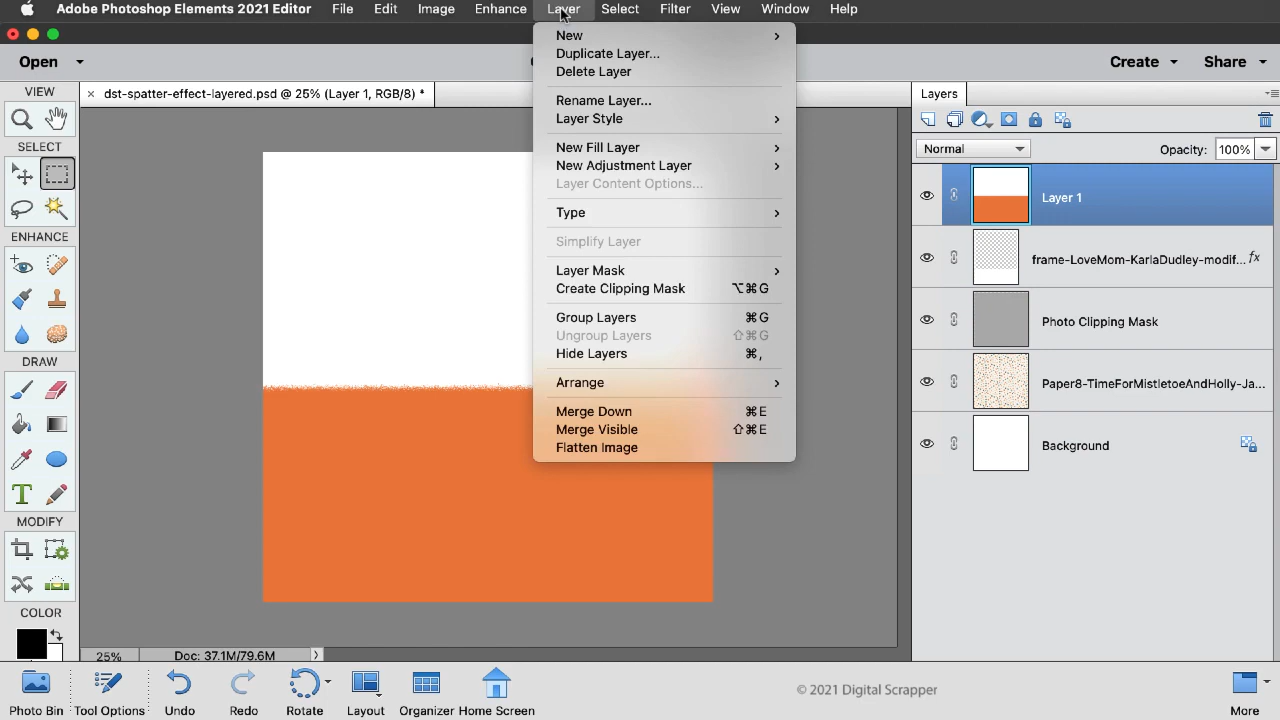 Adobe Photoshop Elements 2021 Editor File Edit Image Enhance Layer Select Filter View Window Help
Open Create Share
VIEW
SELECT
ENHANCE
DRAW
MODIFY
COLOR
× dst-spatter-effect-layered.psd @ 25% (Layer 1, RGB/8) *
New
Duplicate Layer...
Delete Layer
Rename Layer...
Layer Style
New Fill Layer
New Adjustment Layer
Layer Content Options...
Type
Simplify Layer
Layer Mask
Create Clipping Mask ⌥⌘G
Group Layers ⌘G
Ungroup Layers ⇧⌘G
Hide Layers ⌘,
Arrange
Merge Down ⌘E
Merge Visible ⇧⌘E
Flatten Image
Layers
Normal Opacity: 100%
Layer 1
frame-LoveMom-KarlaDudley-modif... fx
Photo Clipping Mask
Paper8-TimeForMistletoeAndHolly-Ja...
Background
25% Doc: 37.1M/79.6M
Photo Bin Tool Options Undo Redo Rotate Layout Organizer Home Screen © 2021 Digital Scrapper More